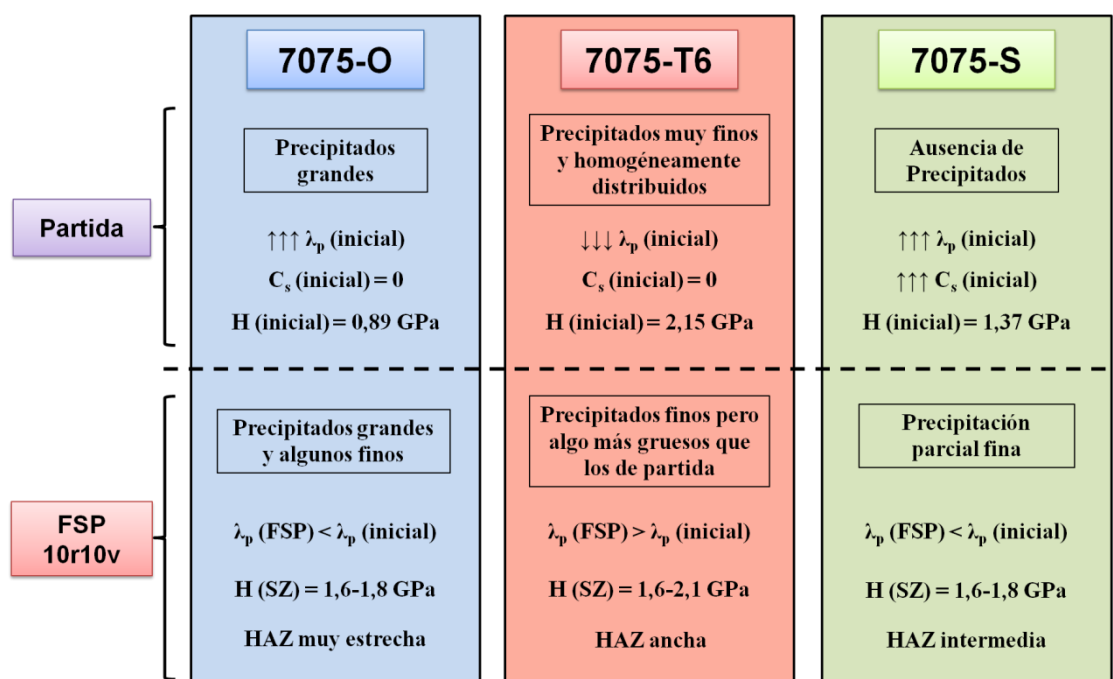 7075-O
7075-T6
7075-S
Partida
Precipitados
grandes
↑↑↑ λp (inicial)
Cs (inicial) = 0
H (inicial) = 0,89 GPa
Precipitados muy finos
y homogéneamente
distribuidos
↓↓↓ λp (inicial)
Cs (inicial) = 0
H (inicial) = 2,15 GPa
Ausencia de
Precipitados
↑↑↑ λp (inicial)
↑↑↑ Cs (inicial)
H (inicial) = 1,37 GPa
FSP
10r10v
Precipitados grandes
y algunos finos
λp (FSP) < λp (inicial)
H (SZ) = 1,6-1,8 GPa
HAZ muy estrecha
Precipitados finos pero
algo más gruesos que
los de partida
λp (FSP) > λp (inicial)
H (SZ) = 1,6-2,1 GPa
HAZ ancha
Precipitación
parcial fina
λp (FSP) < λp (inicial)
H (SZ) = 1,6-1,8 GPa
HAZ intermedia